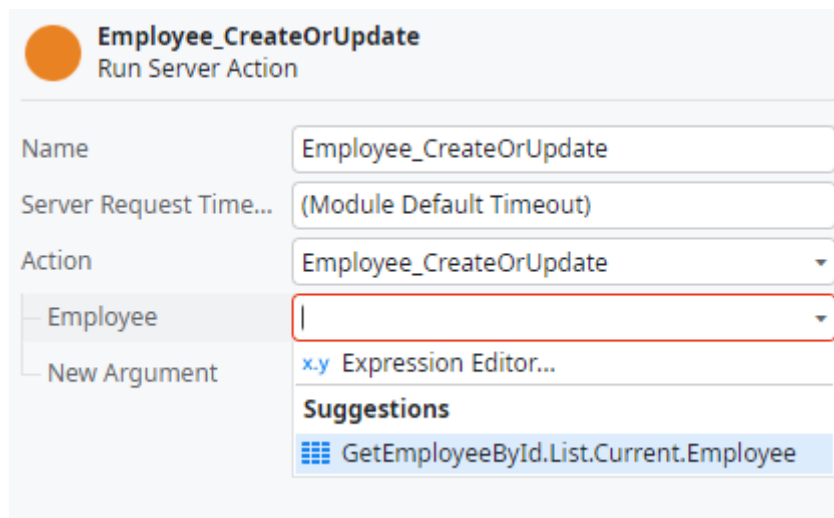 Employee_CreateOrUpdate
Run Server Action
Name Employee_CreateOrUpdate
Server Request Time... (Module Default Timeout)
Action Employee_CreateOrUpdate
Employee
x.y Expression Editor...
New Argument
Suggestions
GetEmployeeById.List.Current.Employee